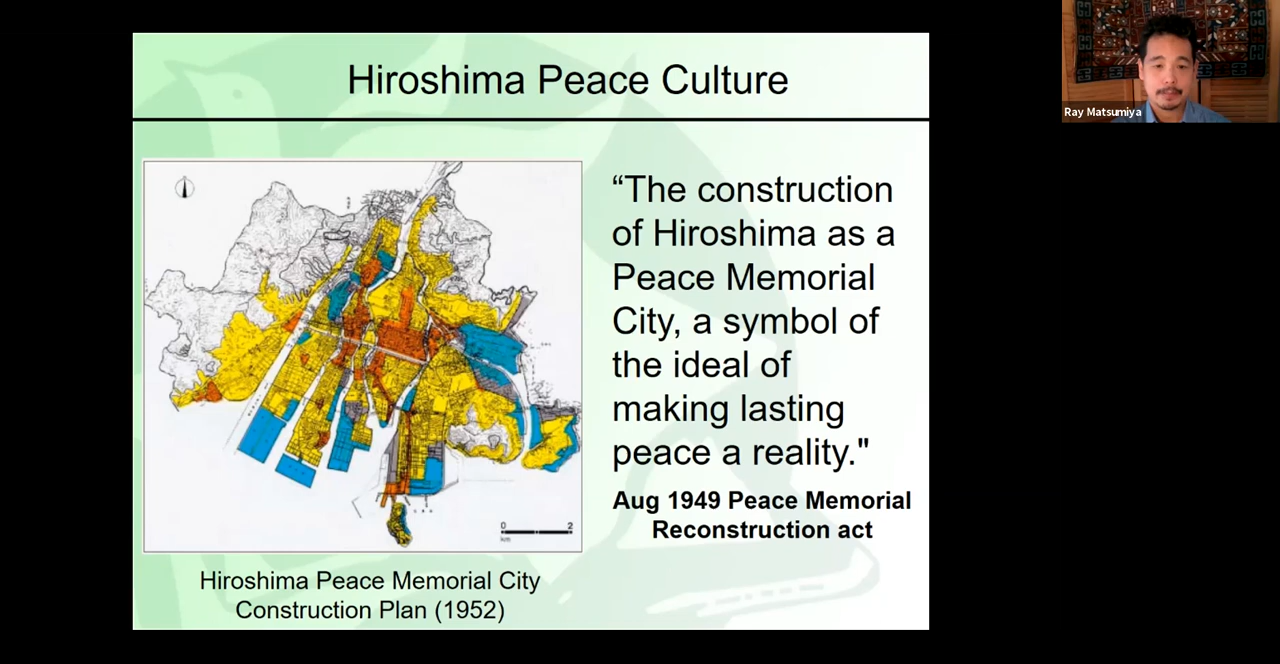 Hiroshima Peace Culture
“The construction
of Hiroshima as a
Peace Memorial
City, a symbol of
the ideal of
making lasting
peace a reality."
Aug 1949 Peace Memorial
Reconstruction act
0 2
km
Hiroshima Peace Memorial City
Construction Plan (1952)
Ray Matsumiya